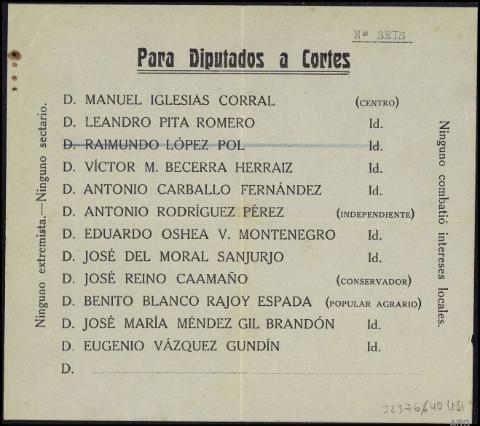 Nº SEIS
Para Diputados a Cortes
D. MANUEL IGLESIAS CORRAL (CENTRO)
D. LEANDRO PITA ROMERO Id.
D. RAIMUNDO LÓPEZ POL Id.
D. VÍCTOR M. BECERRA HERRAIZ Id.
D. ANTONIO CARBALLO FERNÁNDEZ Id.
D. ANTONIO RODRÍGUEZ PÉREZ (INDEPENDIENTE)
D. EDUARDO OSHEA V. MONTENEGRO Id.
D. JOSÉ DEL MORAL SANJURJO Id.
D. JOSÉ REINO CAAMAÑO (CONSERVADOR)
D. BENITO BLANCO RAJOY ESPADA (POPULAR AGRARIO)
D. JOSÉ MARÍA MÉNDEZ GIL BRANDÓN Id.
D. EUGENIO VÁZQUEZ GUNDÍN Id.
D.
Ninguno extremista.—Ninguno sectario.
Ninguno combatió intereses locales.